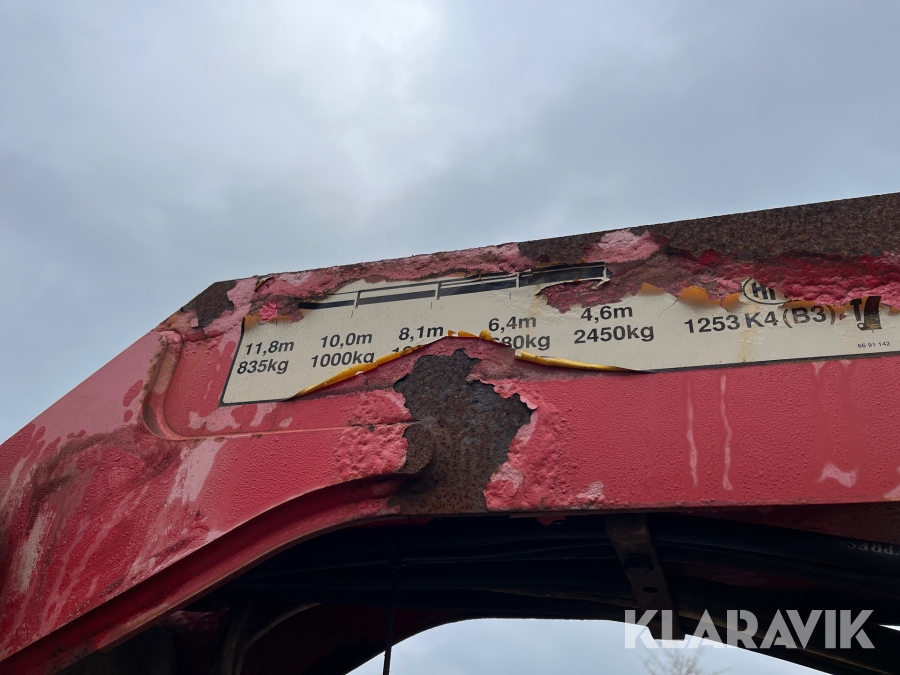 11,8m 10,0m 8,1m 6,4m 4,6m
835kg 1000kg 2450kg
1253 K4 (B3)
66 91 142
KLARAVIK